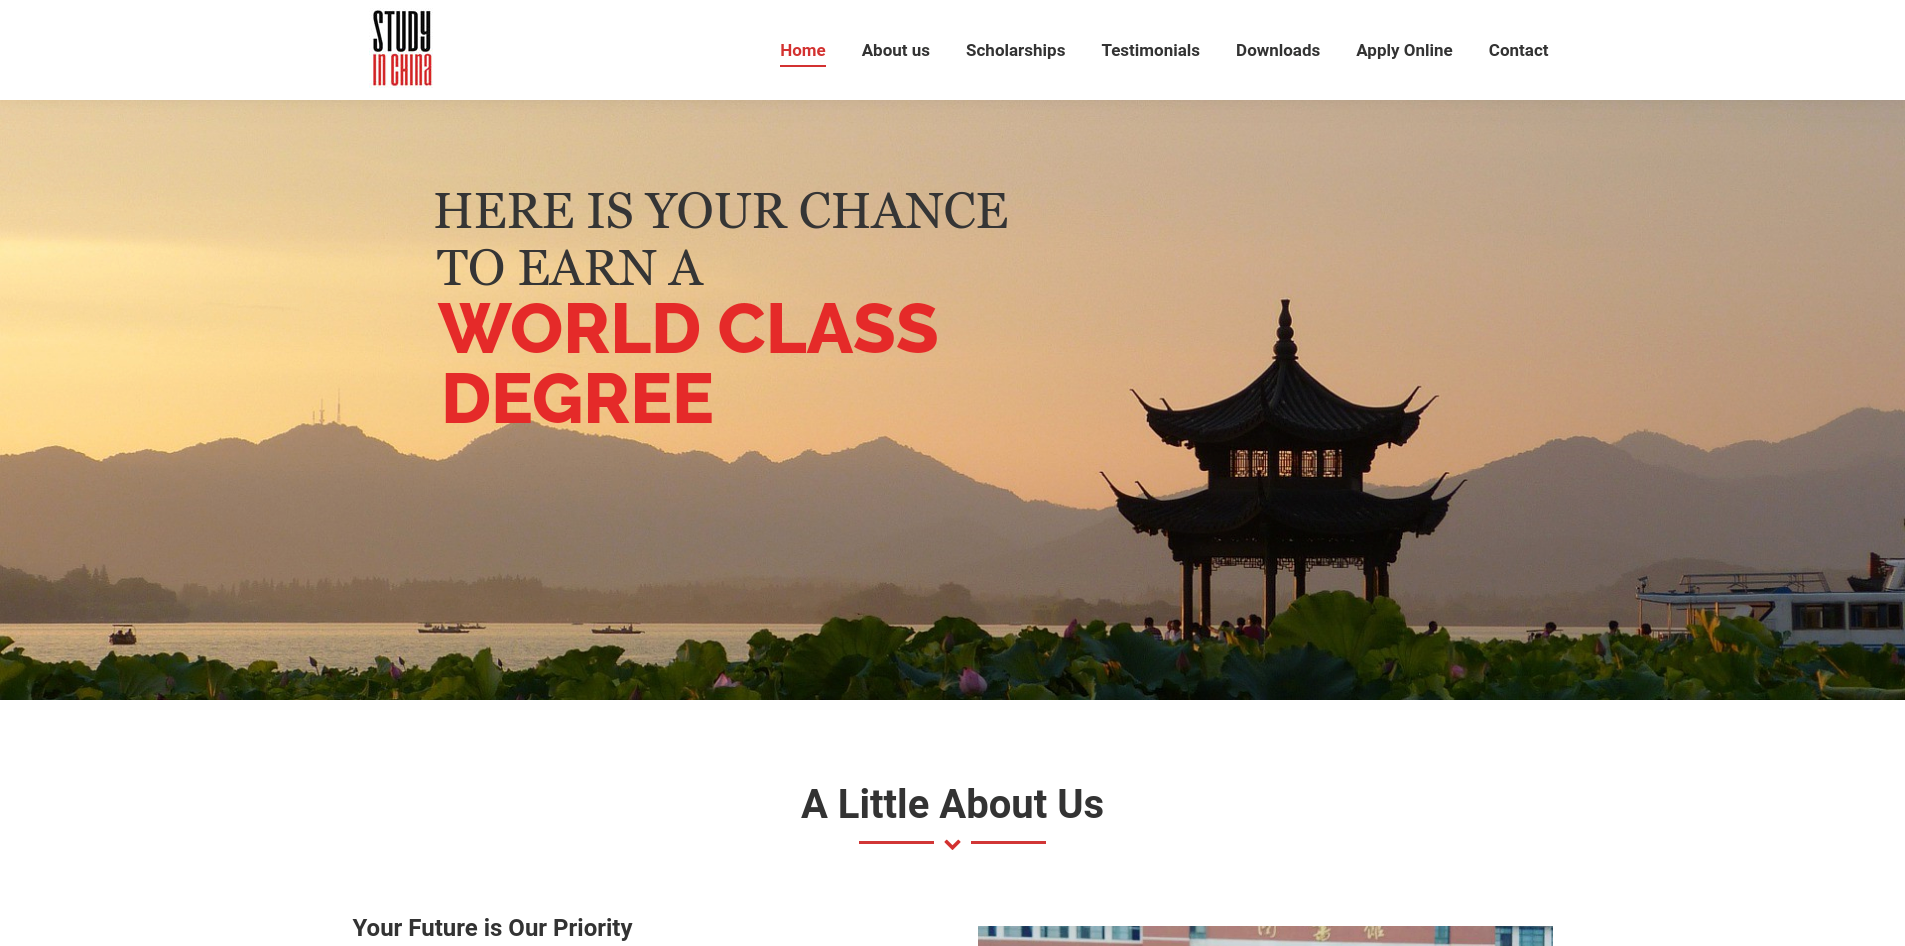 STUDY
IN CHINA
Home About us Scholarships Testimonials Downloads Apply Online Contact
HERE IS YOUR CHANCE
TO EARN A
WORLD CLASS
DEGREE
A Little About Us
Your Future is Our Priority